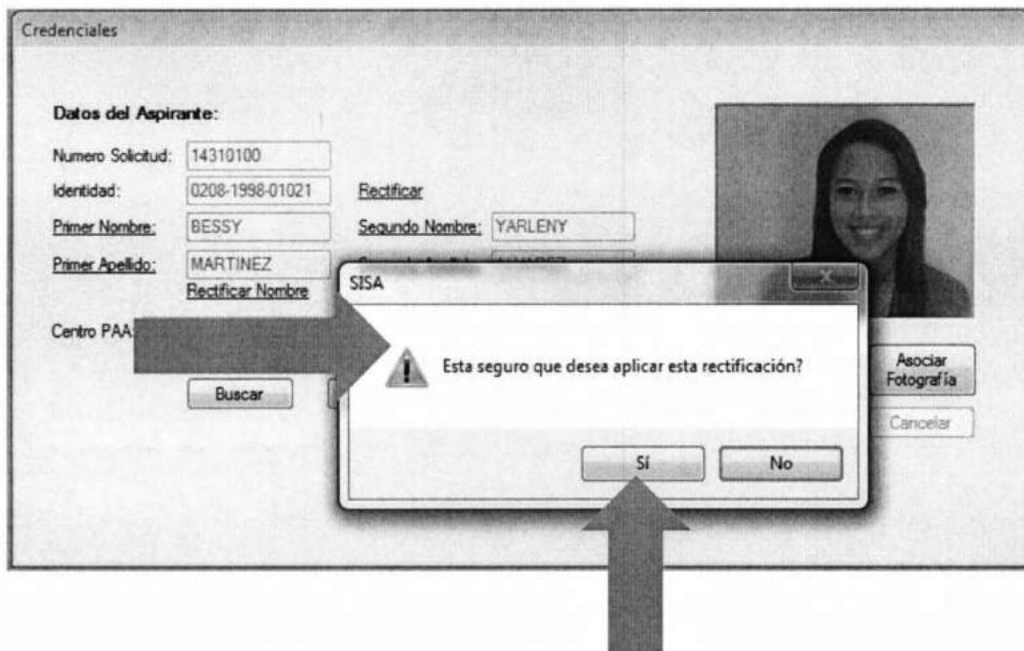 Credenciales
Datos del Aspirante:
Numero Solicitud: 14310100
Identidad: 0208-1998-01021 Rectificar
Primer Nombre: BESSY Segundo Nombre: YARLENY
Primer Apellido: MARTINEZ
Rectificar Nombre
Centro PAA:
Buscar
Asociar
Fotografía
Cancelar
SISA
Esta seguro que desea aplicar esta rectificación?
Sí No